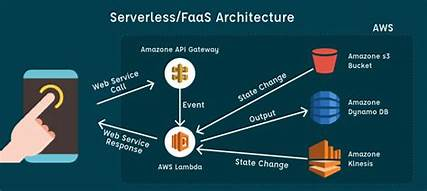 Serverless/FaaS Architecture
AWS
Amazone API Gateway
Amazone s3
Bucket
Web Service
Call
State Change
Event
Output
Amazone
Dynamo DB
Web Service
Response
AWS Lambda
State Change
Amazone
Kinesis